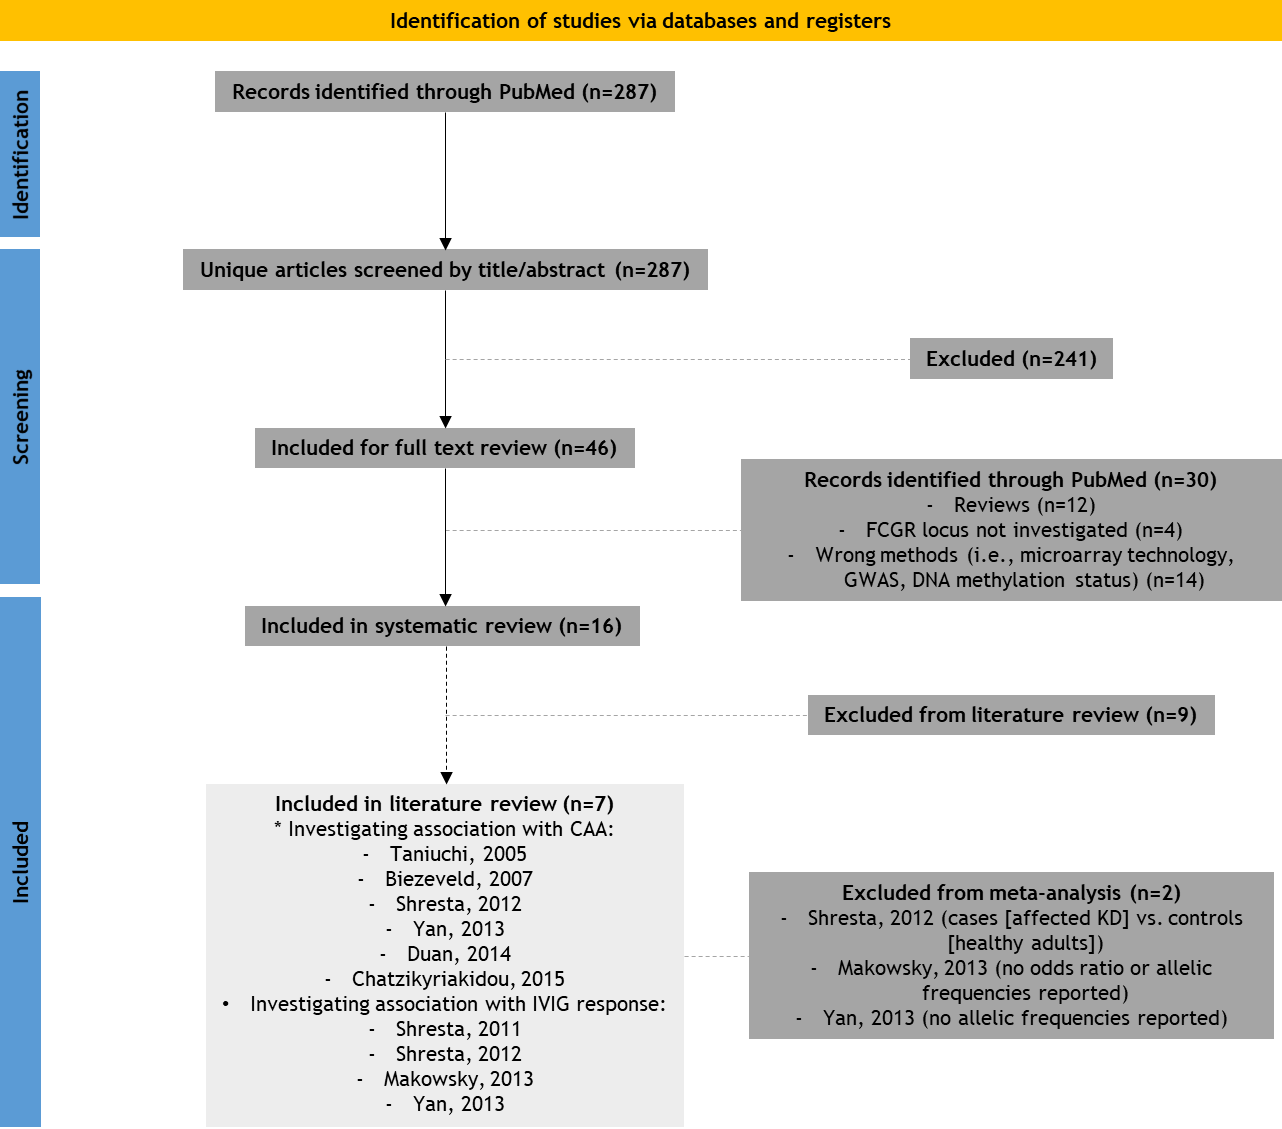 Identification of studies via databases and registers
Identification
Records identified through PubMed (n=287)
Screening
Unique articles screened by title/abstract (n=287)
Excluded (n=241)
Included for full text review (n=46)
Records identified through PubMed (n=30)
- Reviews (n=12)
- FCGR locus not investigated (n=4)
- Wrong methods (i.e., microarray technology,
GWAS, DNA methylation status) (n=14)
Included
Included in systematic review (n=16)
Excluded from literature review (n=9)
Included in literature review (n=7)
* Investigating association with CAA:
- Taniuchi, 2005
- Biezeveld, 2007
- Shresta, 2012
- Yan, 2013
- Duan, 2014
- Chatzikyriakidou, 2015
• Investigating association with IVIG response:
- Shresta, 2011
- Shresta, 2012
- Makowsky, 2013
- Yan, 2013
Excluded from meta-analysis (n=2)
- Shresta, 2012 (cases [affected KD] vs. controls
[healthy adults])
- Makowsky, 2013 (no odds ratio or allelic
frequencies reported)
- Yan, 2013 (no allelic frequencies reported)